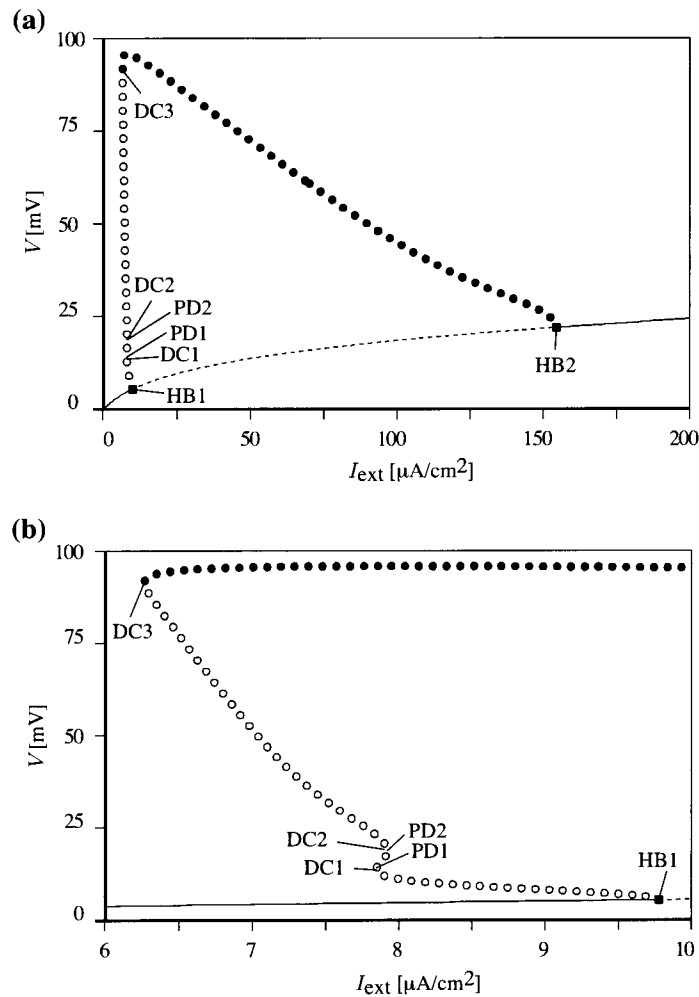 (a)
100
75
50
25
0
V [mV]
DC3
DC2
PD2
PD1
DC1
HB1
HB2
0 50 100 150 200
I_ext [μA/cm²]
(b)
100
75
50
25
0
V [mV]
DC3
DC2
PD2
PD1
DC1
HB1
6 7 8 9 10
I_ext [μA/cm²]